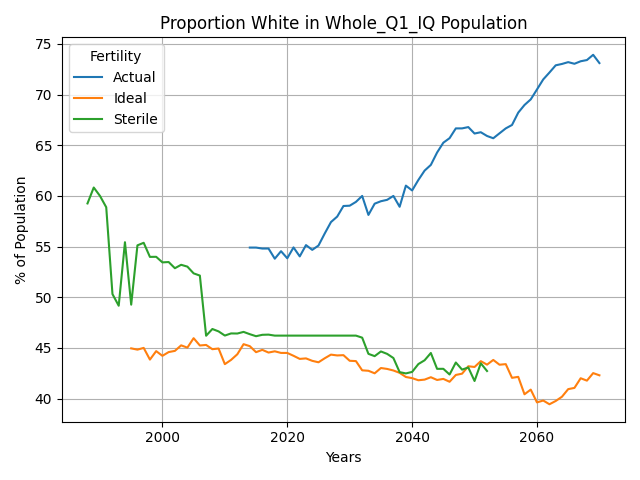 Proportion White in Whole_Q1_IQ Population
Fertility
Actual
Ideal
Sterile
75
70
65
60
55
50
45
40
% of Population
2000
2020
2040
2060
Years